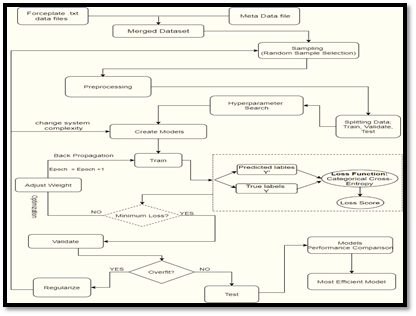 Forceplate .txt
data files
Meta Data file
Merged Dataset
Sampling
(Random Sample Selection)
Preprocessing
Hyperparameter
Search
Splitting Data;
Train, Validate,
Test
change system
complexity
Create Models
Back Propagation
Train
Epoch = Epoch +1
Adjust Weight
Optimization
Predicted lables
Y'
True labels
Y
Loss Function:
Categorical Cross-
Entropy
Loss Score
NO
Minimum Loss?
YES
Validate
YES
Overfit?
NO
Regularize
Test
Models
Performance Comparison
Most Efficient Model